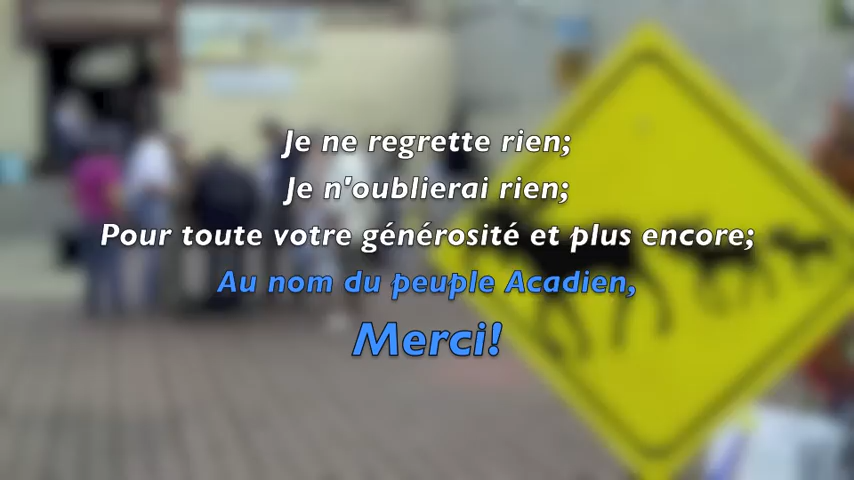 Je ne regrette rien;
Je n'oublierai rien;
Pour toute votre générosité et plus encore;
Au nom du peuple Acadien,
Merci!